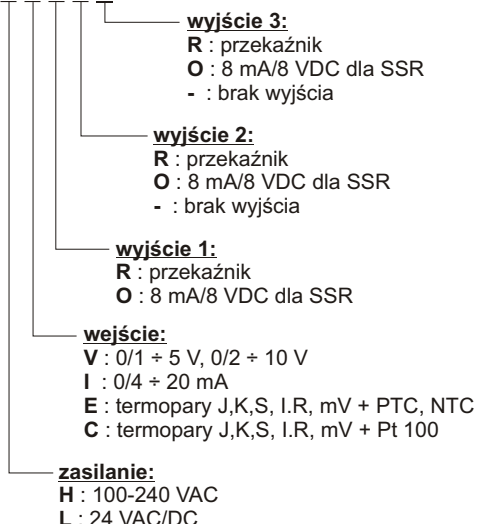 wyjście 3:
R : przekaźnik
O : 8 mA/8 VDC dla SSR
- : brak wyjścia
wyjście 2:
R : przekaźnik
O : 8 mA/8 VDC dla SSR
- : brak wyjścia
wyjście 1:
R : przekaźnik
O : 8 mA/8 VDC dla SSR
wejście:
V : 0/1 ÷ 5 V, 0/2 ÷ 10 V
I : 0/4 ÷ 20 mA
E : termopary J,K,S, I.R, mV + PTC, NTC
C : termopary J,K,S, I.R, mV + Pt 100
zasilanie:
H : 100-240 VAC
L : 24 VAC/DC